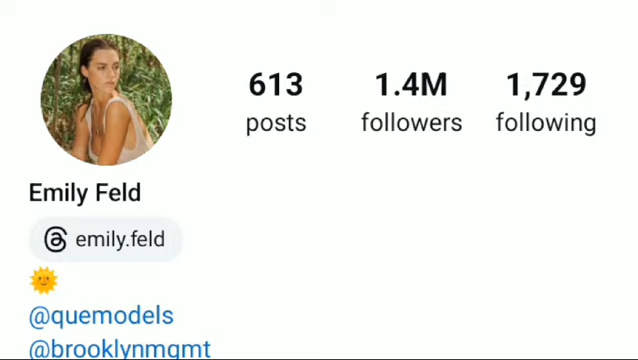 613 1.4M 1,729
posts followers following
Emily Feld
emily.feld
@quemodels
@brooklynmgmt